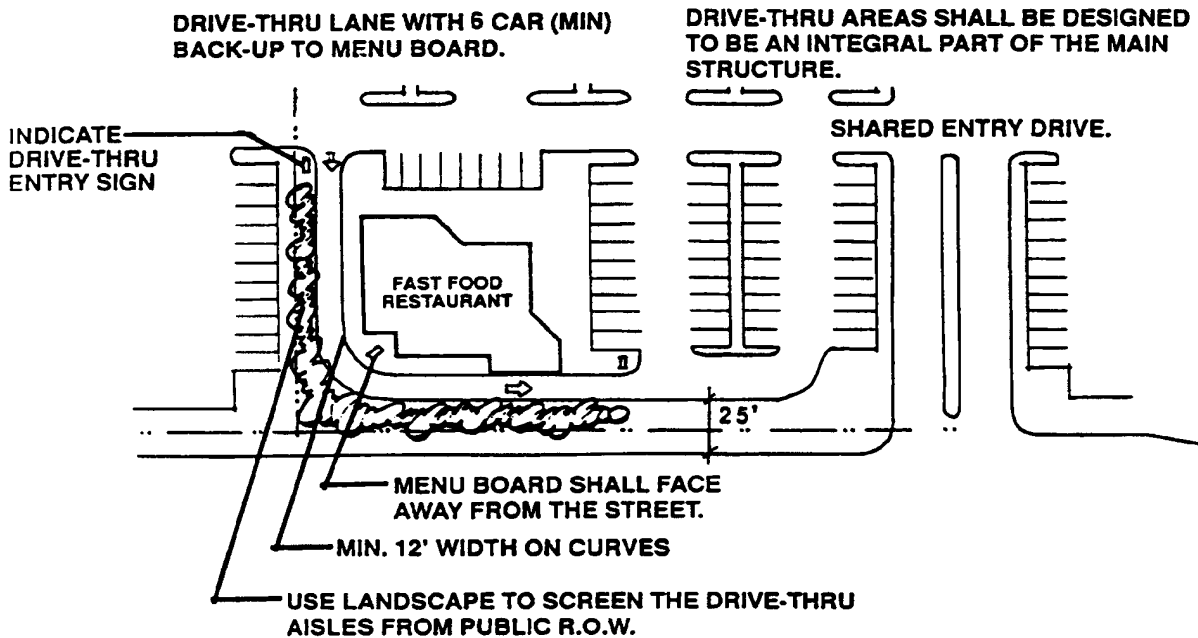 DRIVE-THRU LANE WITH 6 CAR (MIN)
BACK-UP TO MENU BOARD.
DRIVE-THRU AREAS SHALL BE DESIGNED
TO BE AN INTEGRAL PART OF THE MAIN
STRUCTURE.
INDICATE
DRIVE-THRU
ENTRY SIGN
SHARED ENTRY DRIVE.
FAST FOOD
RESTAURANT
25'
MENU BOARD SHALL FACE
AWAY FROM THE STREET.
MIN. 12' WIDTH ON CURVES
USE LANDSCAPE TO SCREEN THE DRIVE-THRU
AISLES FROM PUBLIC R.O.W.